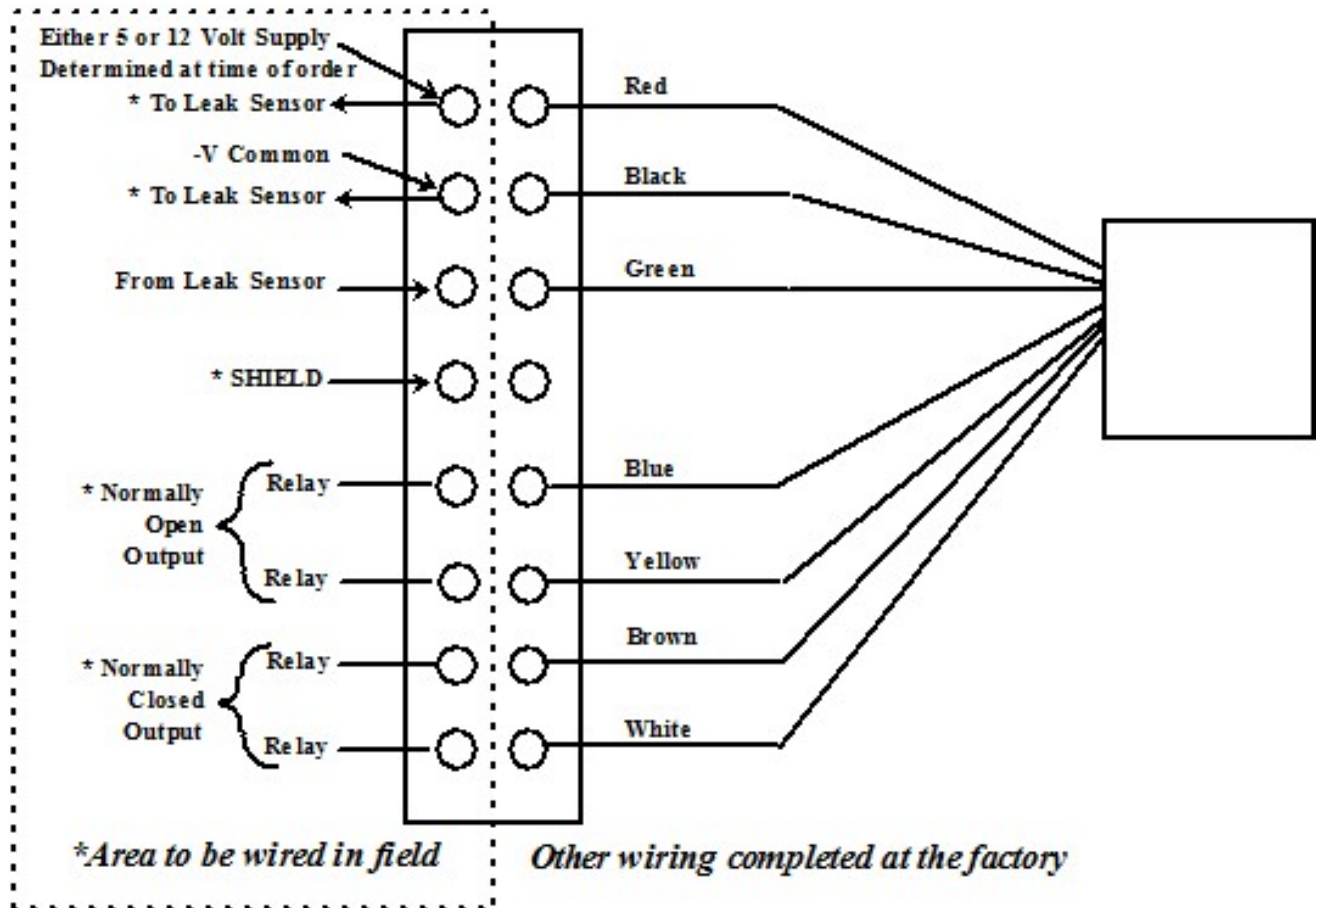 Either 5 or 12 Volt Supply
Determined at time of order
* To Leak Sensor
-V Common
* To Leak Sensor
From Leak Sensor
* SHIELD
* Normally
Open
Output
Relay
Relay
* Normally
Closed
Output
Relay
Relay
Red
Black
Green
Blue
Yellow
Brown
White
*Area to be wired in field
Other wiring completed at the factory